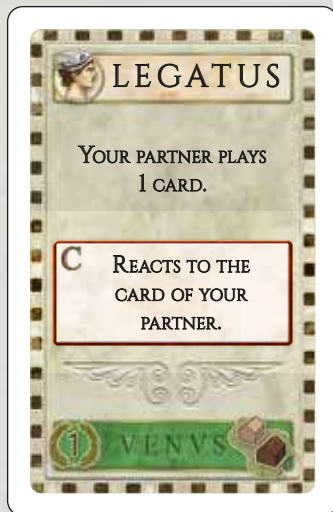 LEGATUS
YOUR PARTNER PLAYS
1 CARD.
C
REACTS TO THE
CARD OF YOUR
PARTNER.
1 VENVS